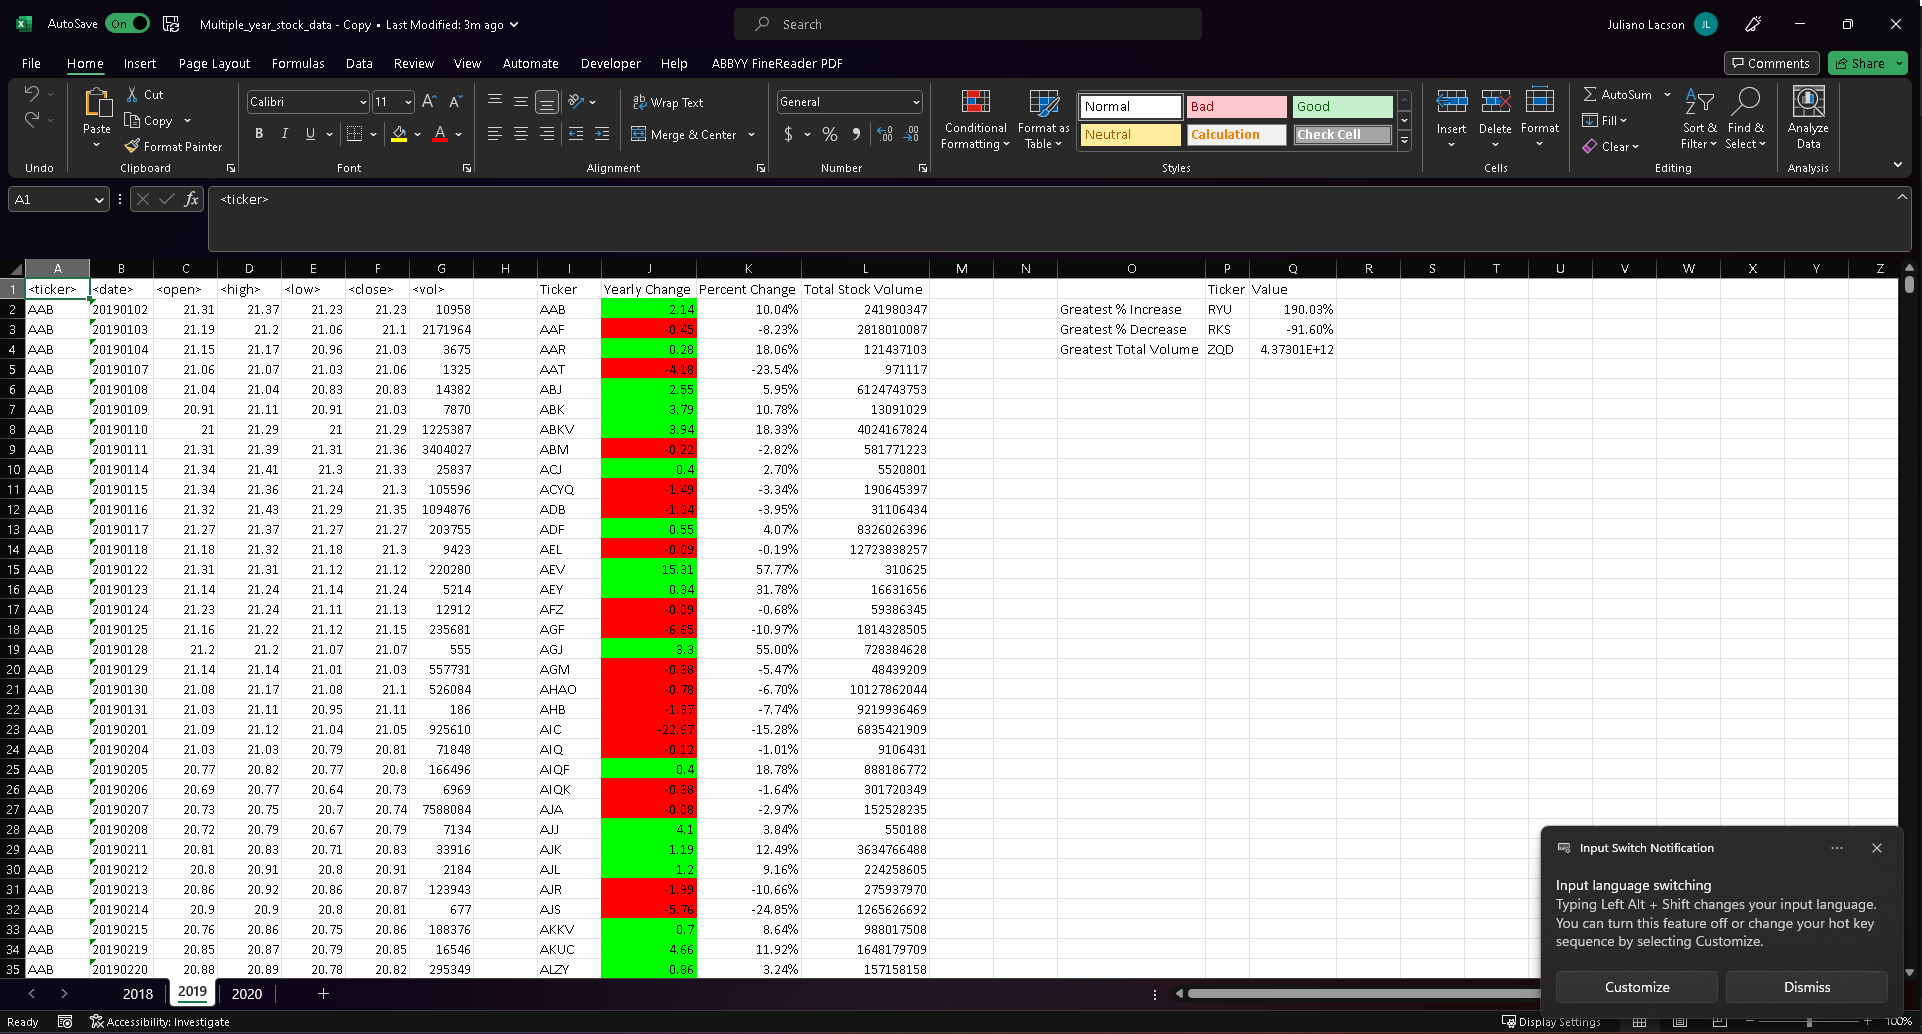 AutoSave On Multiple_year_stock_data - Copy • Last Modified: 3m ago Search Juliano Lacson JL
File Home Insert Page Layout Formulas Data Review View Automate Developer Help ABBYY FineReader PDF Comments Share
Cut Copy Format Painter Paste
Calibri 11
B I U
Wrap Text
Merge & Center
General
$ % 9
Conditional Formatting
Format as Table
Normal Bad Good
Neutral Calculation Check Cell
Insert Delete Format
AutoSum
Fill
Clear
Sort & Filter
Find & Select
Analyze Data
Undo Clipboard Font Alignment Number Styles Cells Editing Analysis
A1 fx <ticker>
A B C D E F G H I J K L M N O P Q R S T U V W X Z
1 <ticker> <date> <open> <high> <low> <close> <vol> Ticker Yearly Change Percent Change Total Stock Volume Ticker Value
2 AAB 20190102 21.31 21.37 21.23 21.23 10958 AAB 2.14 10.04% 241980347 Greatest % Increase RYU 190.03%
3 AAB 20190103 21.19 21.2 21.06 21.1 2171964 AAF -0.45 -8.23% 2818010087 Greatest % Decrease RKS -91.60%
4 AAB 20190104 21.15 21.17 20.96 21.03 3675 AAR 0.28 18.06% 121437103 Greatest Total Volume ZQD 4.37301E+12
5 AAB 20190107 21.06 21.07 21.03 21.06 1325 AAT -4.18 -23.54% 971117
6 AAB 20190108 21.04 21.04 20.83 20.83 14382 ABJ 2.55 5.95% 6124743753
7 AAB 20190109 20.91 21.11 20.91 21.03 7870 ABK 3.79 10.78% 13091029
8 AAB 20190110 21 21.29 21 21.29 1225387 ABKV 3.94 18.33% 4024167824
9 AAB 20190111 21.31 21.39 21.31 21.36 3404027 ABM -0.22 -2.82% 581771223
10 AAB 20190114 21.34 21.41 21.3 21.33 25837 ACJ 0.4 2.70% 5520801
11 AAB 20190115 21.34 21.36 21.24 21.3 105596 ACYQ -1.49 -3.34% 190645397
12 AAB 20190116 21.32 21.43 21.29 21.35 1094876 ADB -1.04 -3.95% 31106434
13 AAB 20190117 21.27 21.37 21.27 21.27 203755 ADF 0.55 4.07% 8326026396
14 AAB 20190118 21.18 21.32 21.18 21.3 9423 AEL -0.09 -0.19% 12723838257
15 AAB 20190122 21.31 21.31 21.12 21.12 220280 AEV 15.31 57.77% 310625
16 AAB 20190123 21.14 21.24 21.14 21.24 5214 AEY 0.34 31.78% 16631656
17 AAB 20190124 21.23 21.24 21.11 21.13 12912 AFZ -0.09 -0.68% 59386345
18 AAB 20190125 21.16 21.22 21.12 21.15 235681 AGF -6.65 -10.97% 1814328505
19 AAB 20190128 21.2 21.2 21.07 21.07 555 AGJ 3.3 55.00% 728384628
20 AAB 20190129 21.14 21.14 21.01 21.03 557731 AGM -0.38 -5.47% 48439209
21 AAB 20190130 21.08 21.17 21.08 21.1 526084 AHAO -0.78 -6.70% 10127862044
22 AAB 20190131 21.03 21.11 20.95 21.11 186 AHB -1.97 -7.74% 9219936469
23 AAB 20190201 21.09 21.12 21.04 21.05 925610 AIC -22.67 -15.28% 6835421909
24 AAB 20190204 21.03 21.03 20.79 20.81 71848 AIQ -0.12 -1.01% 9106431
25 AAB 20190205 20.77 20.82 20.77 20.8 166496 AIQF 0.4 18.78% 888186772
26 AAB 20190206 20.69 20.77 20.64 20.73 6969 AIQK -0.38 -1.64% 301720349
27 AAB 20190207 20.73 20.75 20.7 20.74 7588084 AJA -0.08 -2.97% 152528235
28 AAB 20190208 20.72 20.79 20.67 20.79 7134 AJJ 4.1 3.84% 550188
29 AAB 20190211 20.81 20.83 20.71 20.83 33916 AJK 1.19 12.49% 3634766488
30 AAB 20190212 20.8 20.91 20.8 20.91 2184 AJL 1.2 9.16% 224258605
31 AAB 20190213 20.86 20.92 20.86 20.87 123943 AJR -1.99 -10.66% 275937970
32 AAB 20190214 20.9 20.9 20.8 20.81 677 AJS -5.76 -24.85% 1265626692
33 AAB 20190215 20.76 20.86 20.75 20.86 188376 AKKV 0.7 8.64% 988017508
34 AAB 20190219 20.85 20.87 20.79 20.85 16546 AKUC 4.66 11.92% 1648179709
35 AAB 20190220 20.88 20.89 20.78 20.82 295349 ALZY 0.86 3.24% 157158158
Input Switch Notification
Input language switching
Typing Left Alt + Shift changes your input language.
You can turn this feature off or change your hot key
sequence by selecting Customize.
Customize Dismiss
2018 2019 2020
Ready Accessibility: Investigate Display Settings 100%